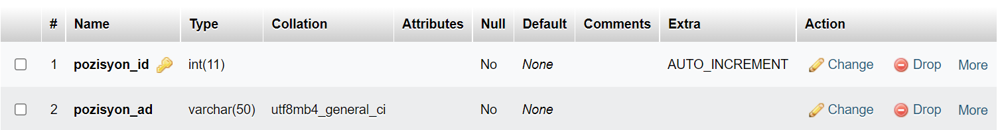 # Name Type Collation Attributes Null Default Comments Extra Action
1 pozisyon_id int(11) No None AUTO_INCREMENT Change Drop More
2 pozisyon_ad varchar(50) utf8mb4_general_ci No None Change Drop More